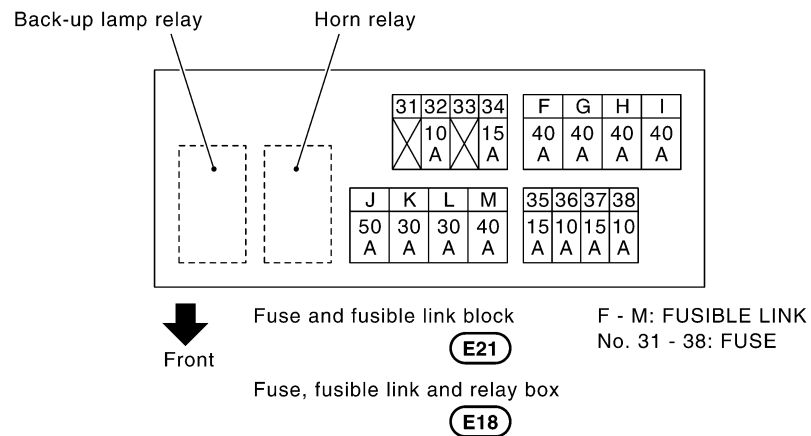 Back-up lamp relay Horn relay
31 32 33 34 F G H I
10 A 15 A 40 A 40 A 40 A 40 A
J K L M 35 36 37 38
50 A 30 A 30 A 40 A 15 A 10 A 15 A 10 A
Front
Fuse and fusible link block
E21
Fuse, fusible link and relay box
E18
F - M: FUSIBLE LINK
No. 31 - 38: FUSE